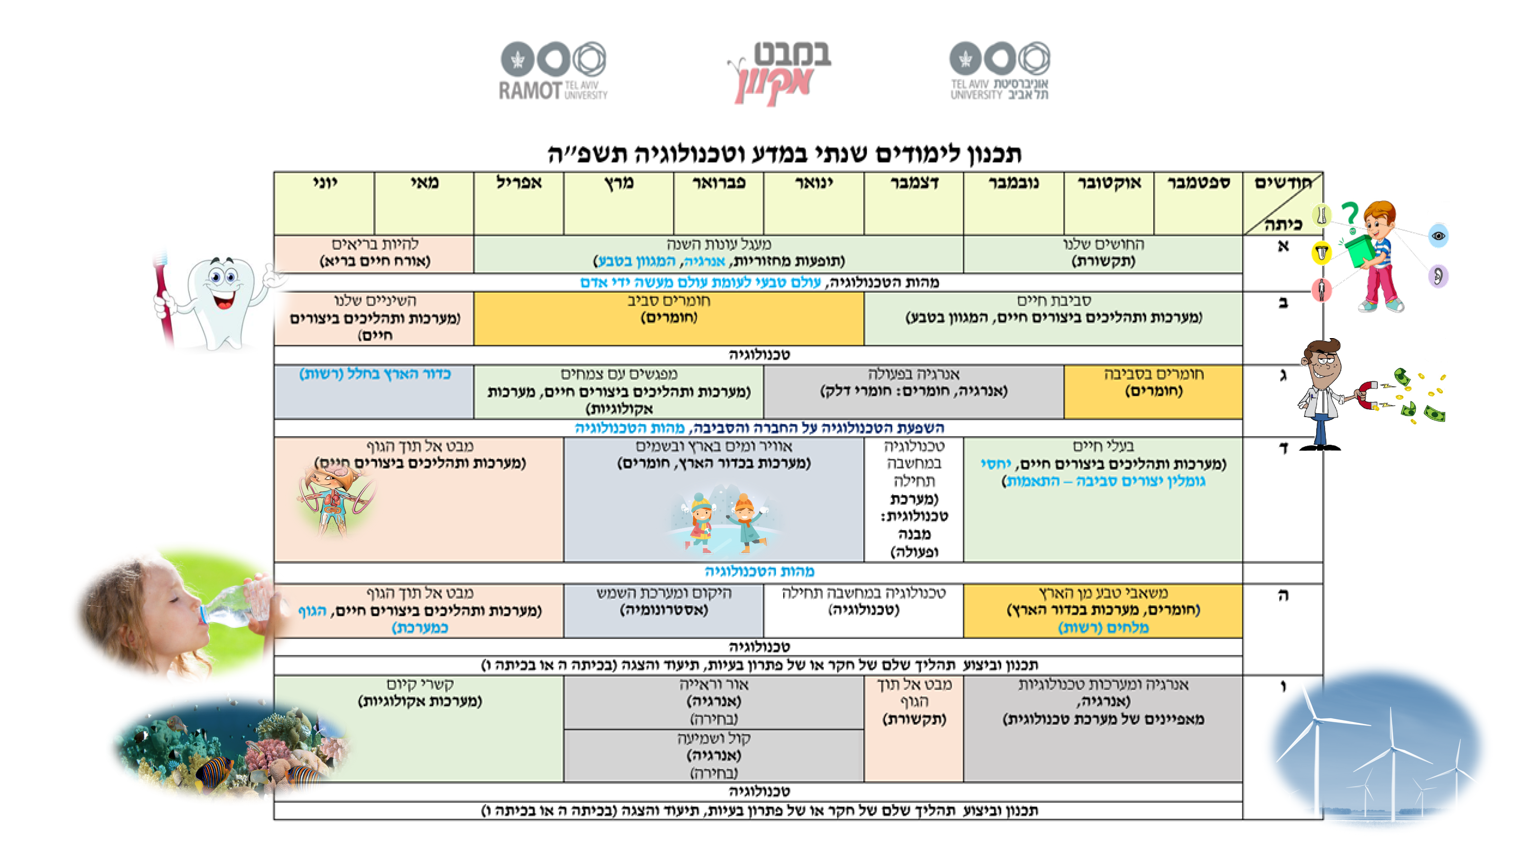 RAMOT TEL AVIV UNIVERSITY
במבט
מקוון
TEL AVIV UNIVERSITY אוניברסיטת תל אביב
תכנון לימודים שנתי במדע וטכנולוגיה תשפ״ה
חודשים
כיתה
ספטמבר
אוקטובר
נובמבר
דצמבר
ינואר
פברואר
מרץ
אפריל
מאי
יוני
א
החושים שלנו
(תקשורת)
מעגל עונות השנה
(תופעות מחזוריות, אנרגיה, המגוון בטבע)
להיות בריאים
(אורח חיים בריא)
מהות הטכנולוגיה, עולם טבעי לעומת עולם מעשה ידי אדם
ב
סביבת חיים
(מערכות ותהליכים ביצורים חיים, המגוון בטבע)
חומרים סביב
(חומרים)
השיניים שלנו
(מערכות ותהליכים ביצורים
חיים)
טכנולוגיה
ג
חומרים בסביבה
(חומרים)
אנרגיה בפעולה
(אנרגיה, חומרים: חומרי דלק)
מפגשים עם צמחים
(מערכות ותהליכים ביצורים חיים, מערכות
אקולוגיות)
כדור הארץ בחלל (רשות)
השפעת הטכנולוגיה על החברה והסביבה, מהות הטכנולוגיה
ד
בעלי חיים
(מערכות ותהליכים ביצורים חיים, יחסי
גומלין יצורים סביבה – התאמות)
טכנולוגיה
במחשבה
תחילה
(מערכת
טכנולוגית:
מבנה
ופעולה)
אוויר ומים בארץ ובשמים
(מערכות בכדור הארץ, חומרים)
מבט אל תוך הגוף
(מערכות ותהליכים ביצורים חיים)
מהות הטכנולוגיה
ה
משאבי טבע מן הארץ
(חומרים, מערכות בכדור הארץ)
מלחים (רשות)
טכנולוגיה במחשבה תחילה
(טכנולוגיה)
היקום ומערכת השמש
(אסטרונומיה)
מבט אל תוך הגוף
(מערכות ותהליכים ביצורים חיים, הגוף
כמערכת)
טכנולוגיה
תכנון וביצוע תהליך שלם של חקר או של פתרון בעיות, תיעוד והצגה (בכיתה ה או בכיתה ו)
ו
אנרגיה ומערכות טכנולוגיות
(אנרגיה,
מאפיינים של מערכת טכנולוגית)
מבט אל תוך
הגוף
(תקשורת)
אור וראייה
(אנרגיה)
(בחירה)
קול ושמיעה
(אנרגיה)
(בחירה)
קשרי קיום
(מערכות אקולוגיות)
טכנולוגיה
תכנון וביצוע תהליך שלם של חקר או של פתרון בעיות, תיעוד והצגה (בכיתה ה או בכיתה ו)